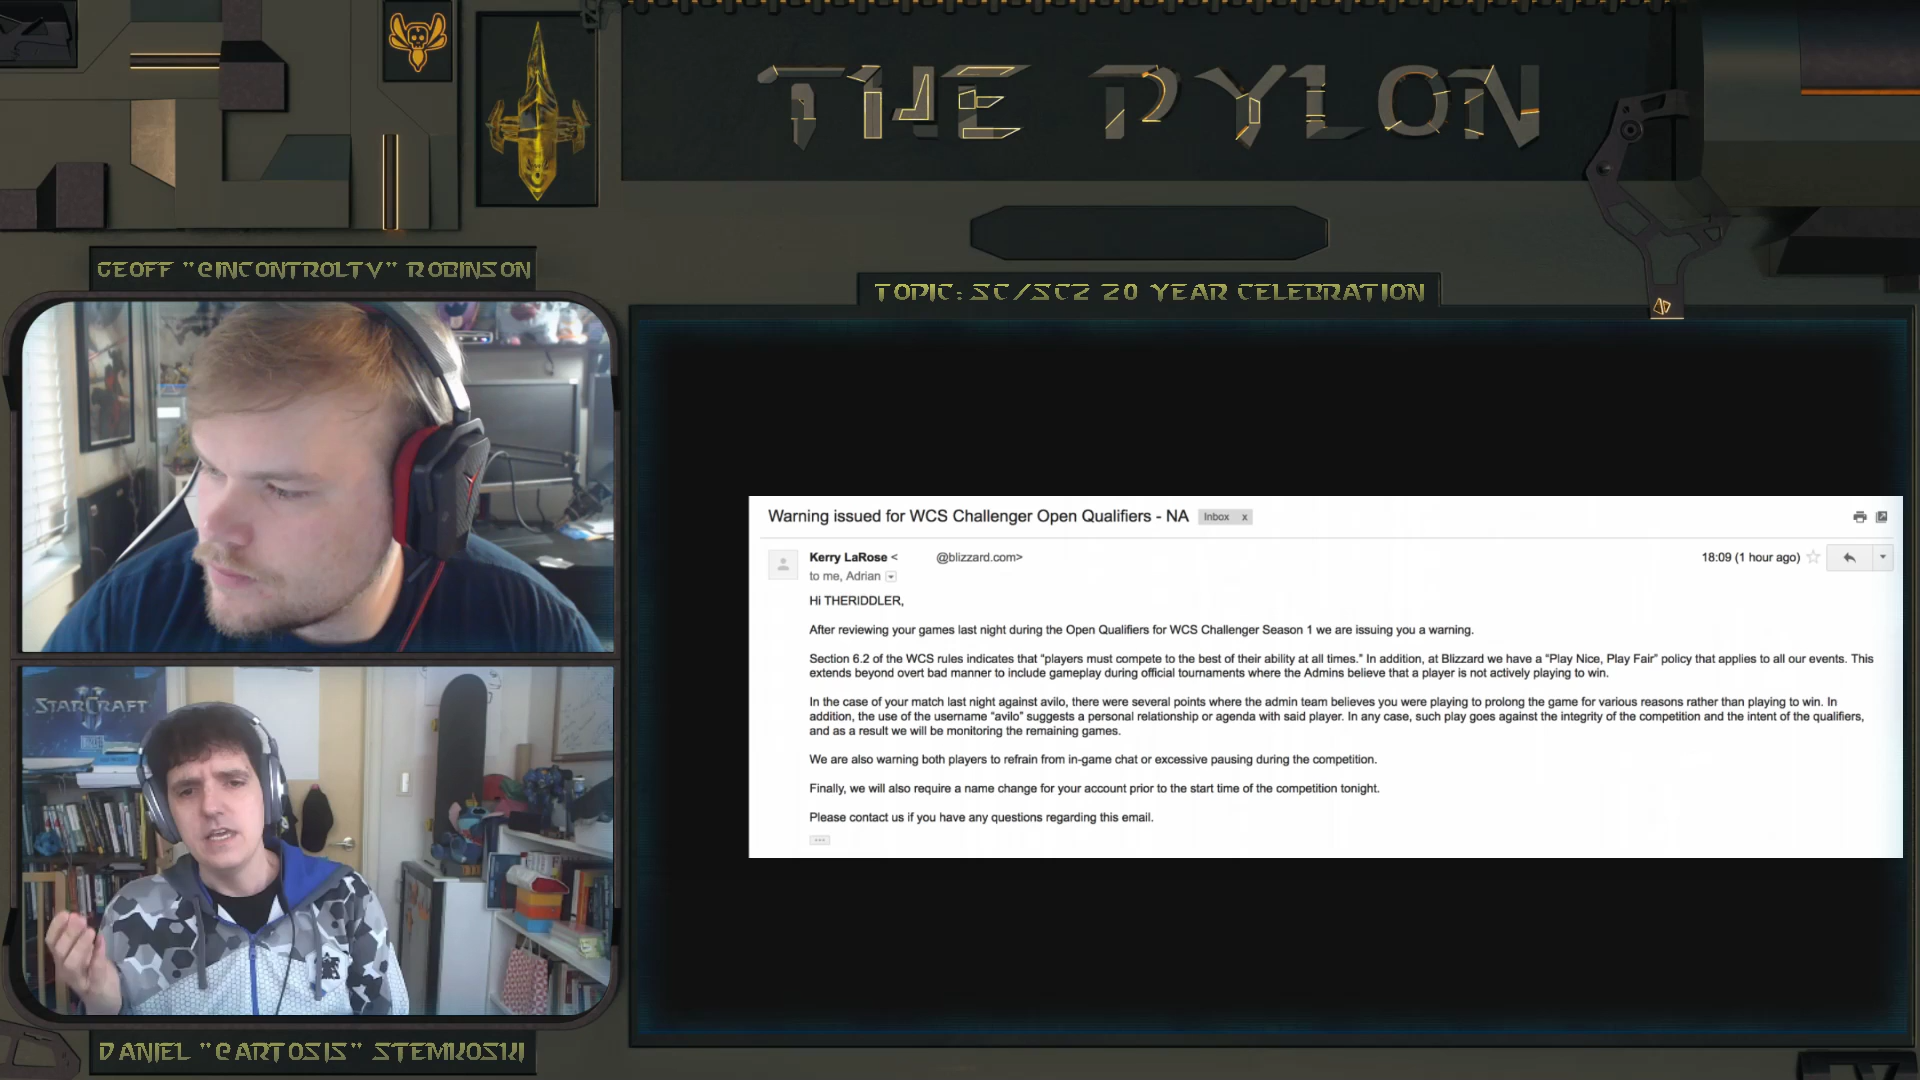 THE PYLON
GEOFF "@INCONTROLTV" ROBINSON
TOPIC: SC/SC2 20 YEAR CELEBRATION
STARCRAFT
II
Warning issued for WCS Challenger Open Qualifiers - NA Inbox x
Kerry LaRose < @blizzard.com>
18:09 (1 hour ago)
to me, Adrian
Hi THERIDDLER,
After reviewing your games last night during the Open Qualifiers for WCS Challenger Season 1 we are issuing you a warning.
Section 6.2 of the WCS rules indicates that “players must compete to the best of their ability at all times.” In addition, at Blizzard we have a “Play Nice, Play Fair” policy that applies to all our events. This
extends beyond overt bad manner to include gameplay during official tournaments where the Admins believe that a player is not actively playing to win.
In the case of your match last night against avilo, there were several points where the admin team believes you were playing to prolong the game for various reasons rather than playing to win. In
addition, the use of the username “avilo” suggests a personal relationship or agenda with said player. In any case, such play goes against the integrity of the competition and the intent of the qualifiers,
and as a result we will be monitoring the remaining games.
We are also warning both players to refrain from in-game chat or excessive pausing during the competition.
Finally, we will also require a name change for your account prior to the start time of the competition tonight.
Please contact us if you have any questions regarding this email.
...
DANIEL "@ARTOSIS" STEMKOSKI